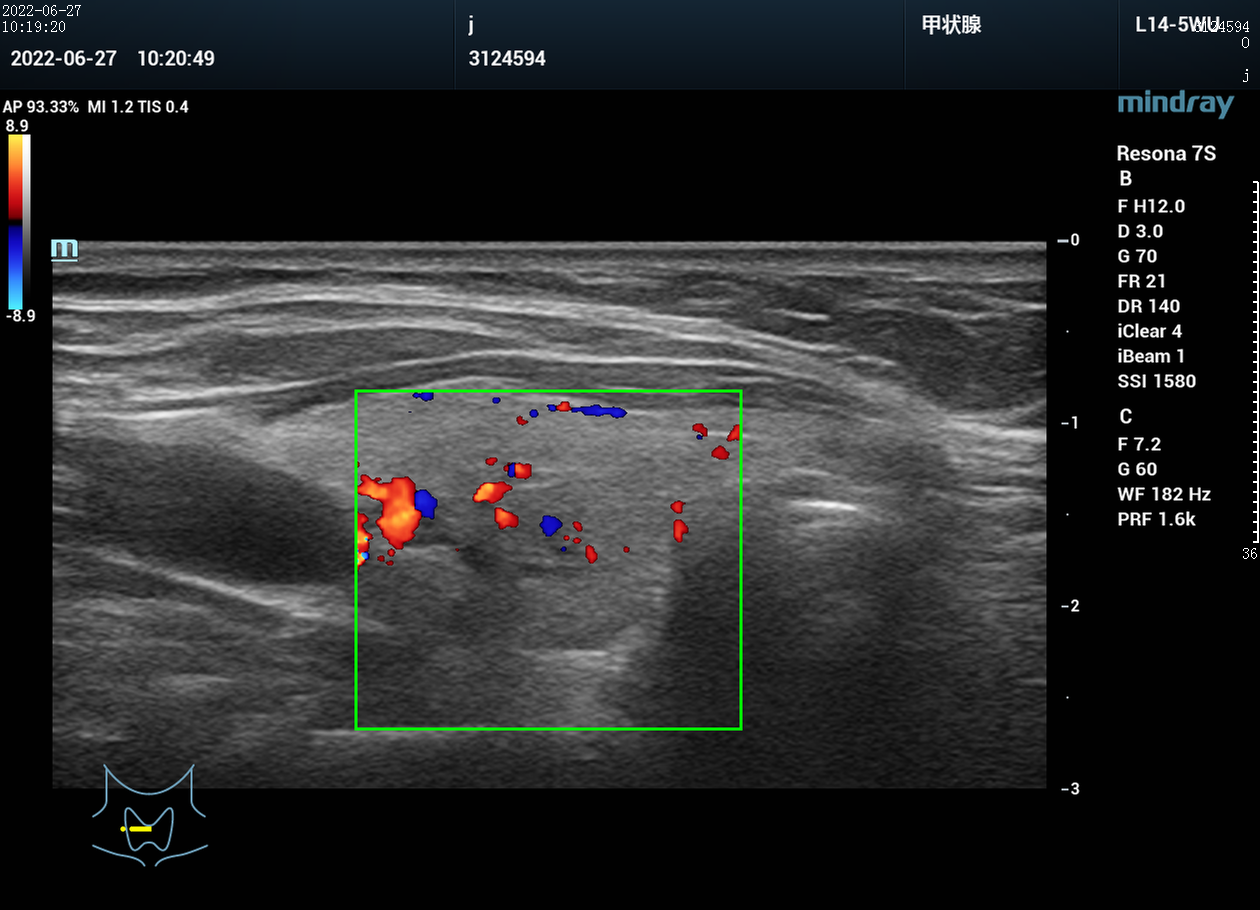 2022-06-27
10:19:20
2022-06-27 10:20:49
j
3124594
甲状腺
L14-5WU
3124594
0
j
AP 93.33% MI 1.2 TIS 0.4
8.9
-8.9
m
mindray
Resona 7S
B
F H12.0
D 3.0
G 70
FR 21
DR 140
iClear 4
iBeam 1
SSI 1580
C
F 7.2
G 60
WF 182 Hz
PRF 1.6k
0
-1
-2
-3
36